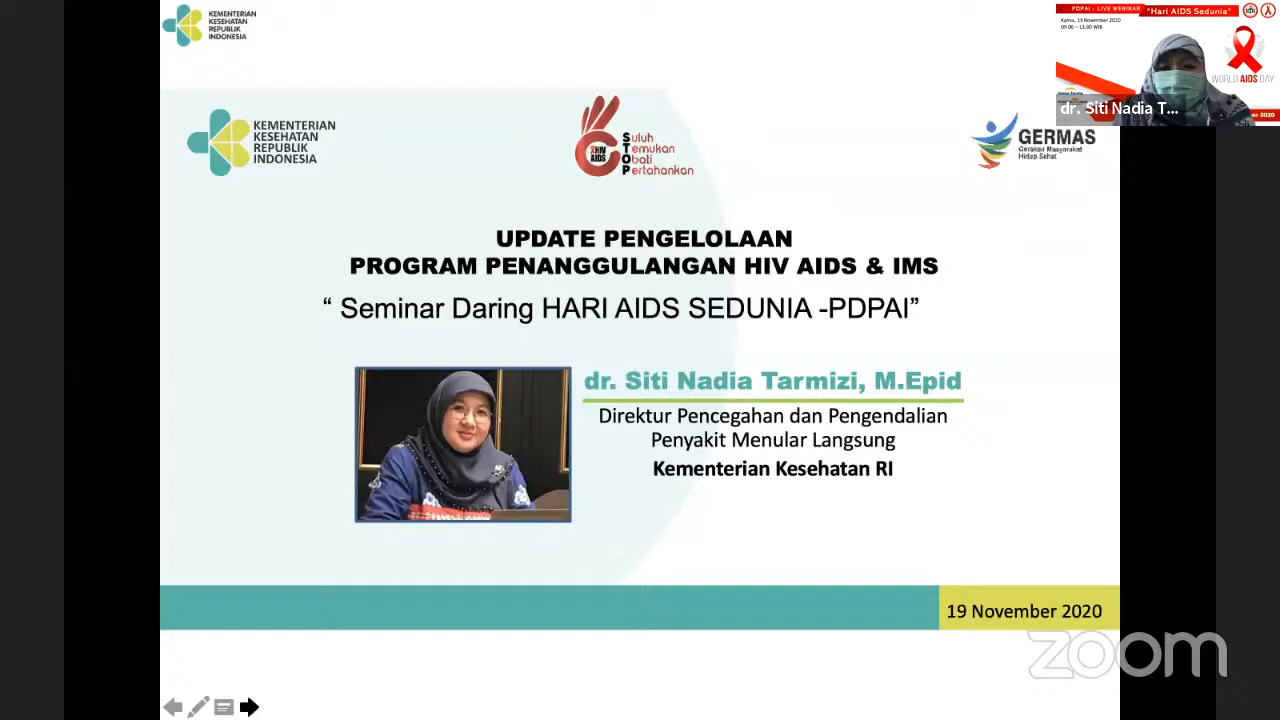 KEMENTERIAN
KESEHATAN
REPUBLIK
INDONESIA
PDPAI - LIVE WEBINAR
"Hari AIDS Sedunia"
Kamis, 19 November 2020
09.00 - 13.00 WIB
WORLD AIDS DAY
dr. Siti Nadia T...
KEMENTERIAN
KESEHATAN
REPUBLIK
INDONESIA
HIV
AIDS
Suluh
Temukan
Obati
Pertahankan
GERMAS
Gerakan Masyarakat
Hidup Sehat
UPDATE PENGELOLAAN
PROGRAM PENANGGULANGAN HIV AIDS & IMS
“ Seminar Daring HARI AIDS SEDUNIA -PDPAI”
dr. Siti Nadia Tarmizi, M.Epid
Direktur Pencegahan dan Pengendalian
Penyakit Menular Langsung
Kementerian Kesehatan RI
19 November 2020
zoom